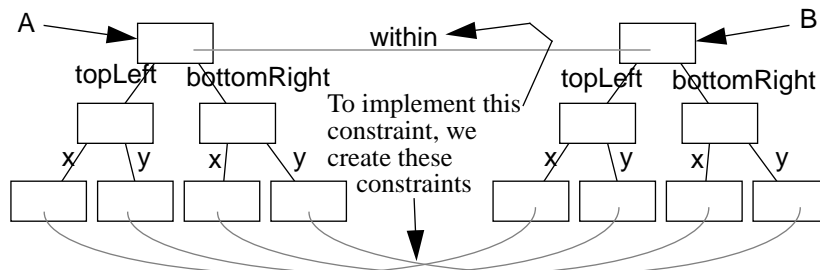 A
within
B
topLeft
bottomRight
topLeft
bottomRight
To implement this
constraint, we
create these
constraints
x
y
x
y
x
y
x
y